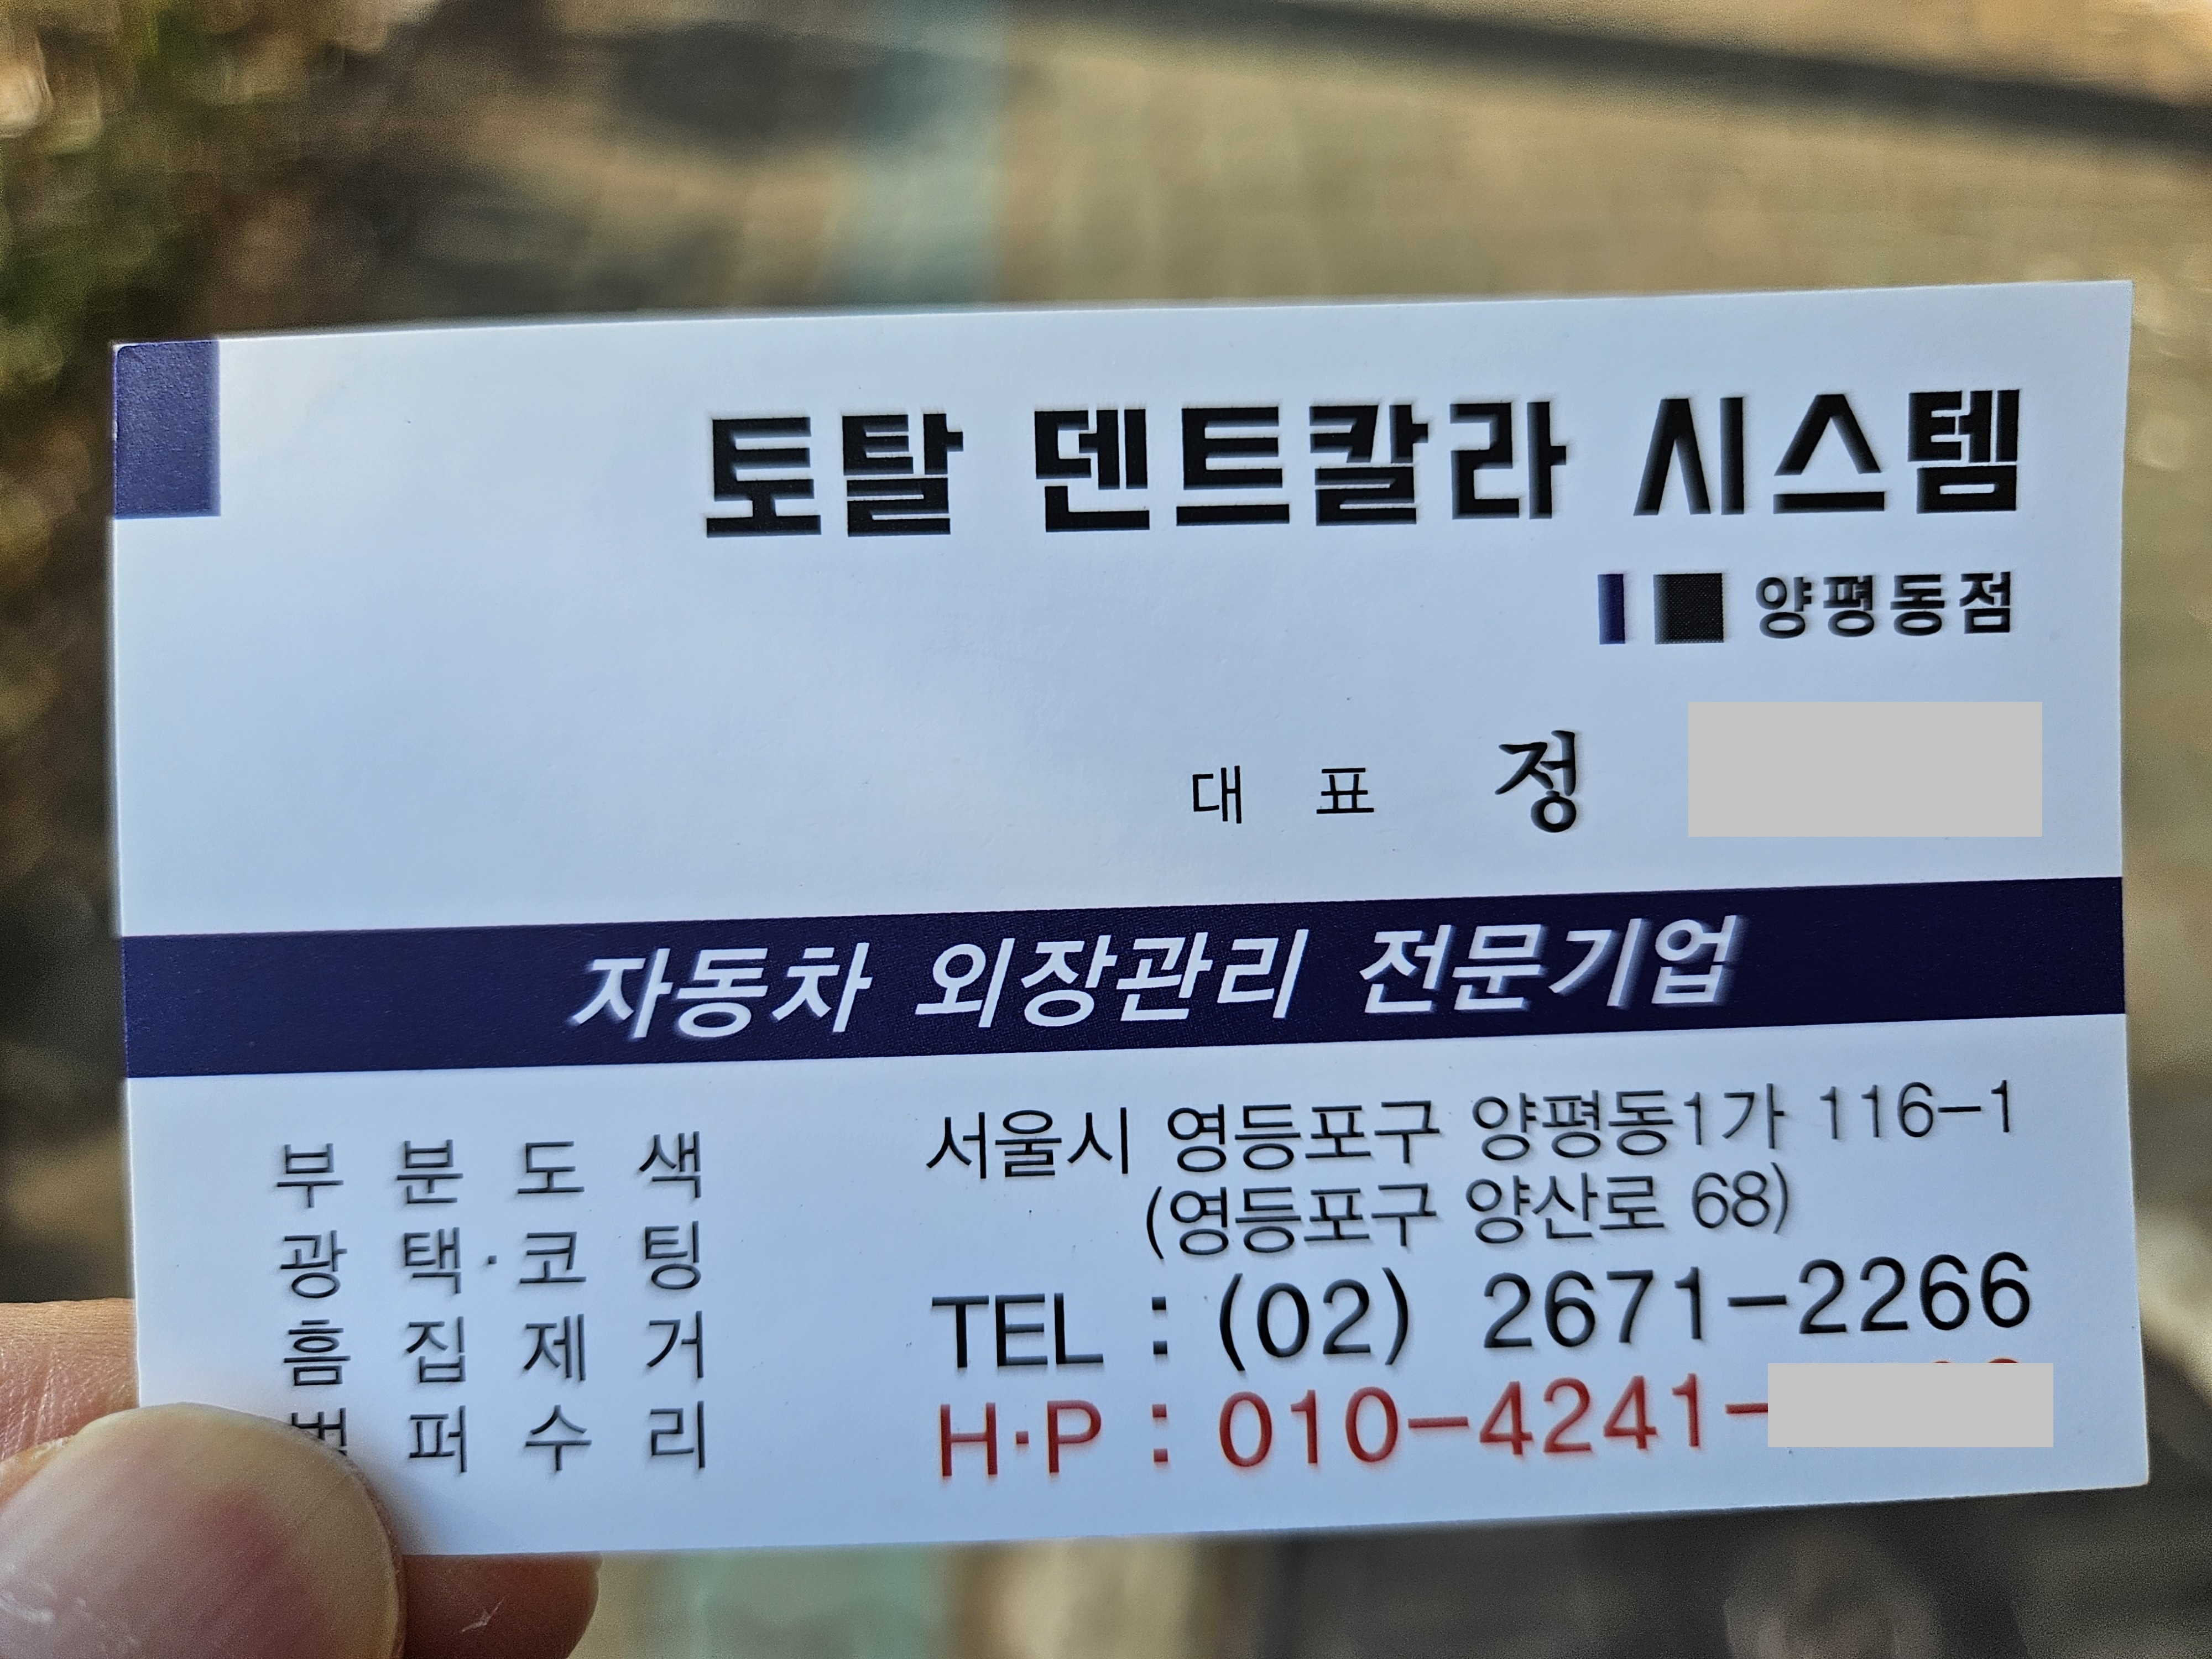 토탈 덴트칼라 시스템
양평동점
대 표 정
자동차 외장관리 전문기업
부 분 도 색
광 택·코 팅
흠 집 제 거
퍼 수 리
서울시 영등포구 양평동1가 116-1
(영등포구 양산로 68)
TEL : (02) 2671-2266
H·P : 010-4241-